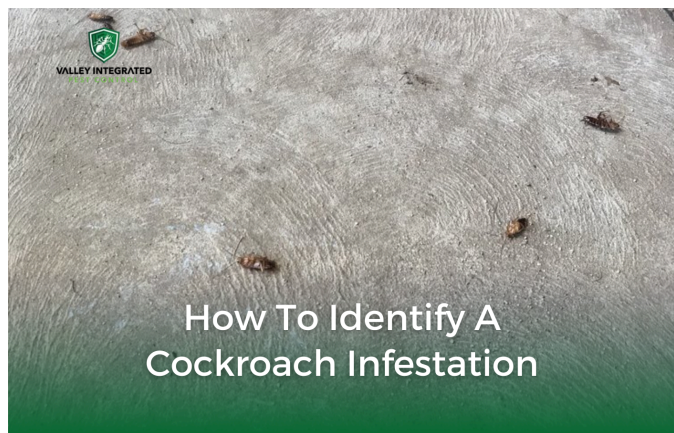 VALLEY INTEGRATED
How To Identify A
Cockroach Infestation